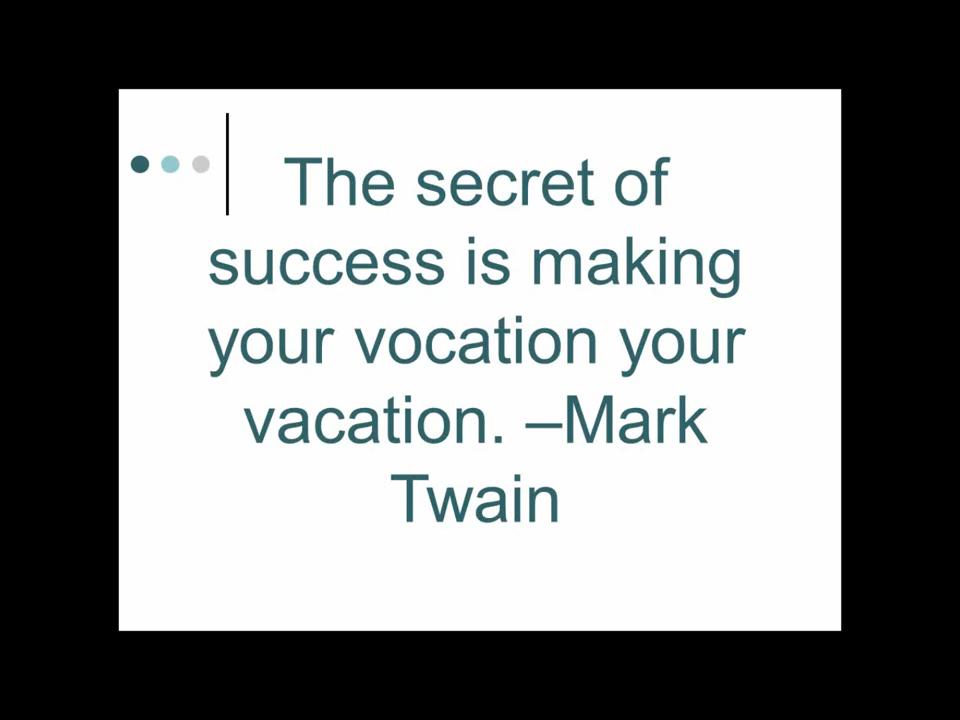 The secret of
success is making
your vocation your
vacation. –Mark
Twain